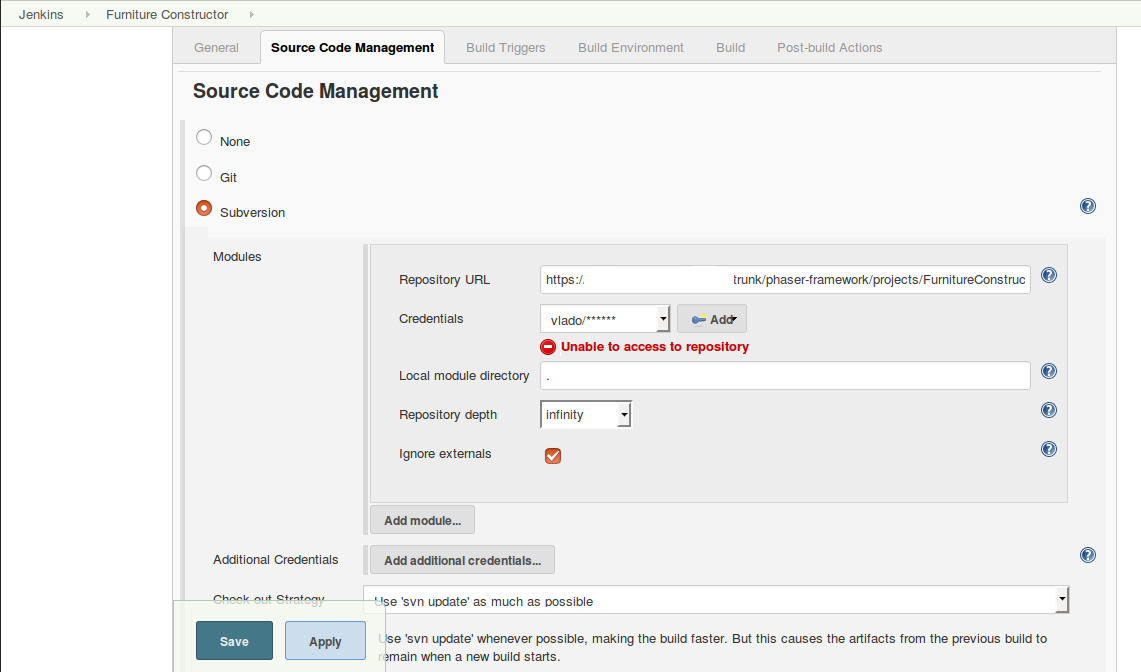 Jenkins Furniture Constructor
General Source Code Management Build Triggers Build Environment Build Post-build Actions
Source Code Management
None
Git
Subversion
Modules
Repository URL https:/ trunk/phaser-framework/projects/FurnitureConstruc
Credentials vlado/****** Add
Unable to access to repository
Local module directory .
Repository depth infinity
Ignore externals
Add module...
Additional Credentials Add additional credentials...
Check-out Strategy Use 'svn update' as much as possible
Save Apply
Use 'svn update' whenever possible, making the build faster. But this causes the artifacts from the previous build to
remain when a new build starts.